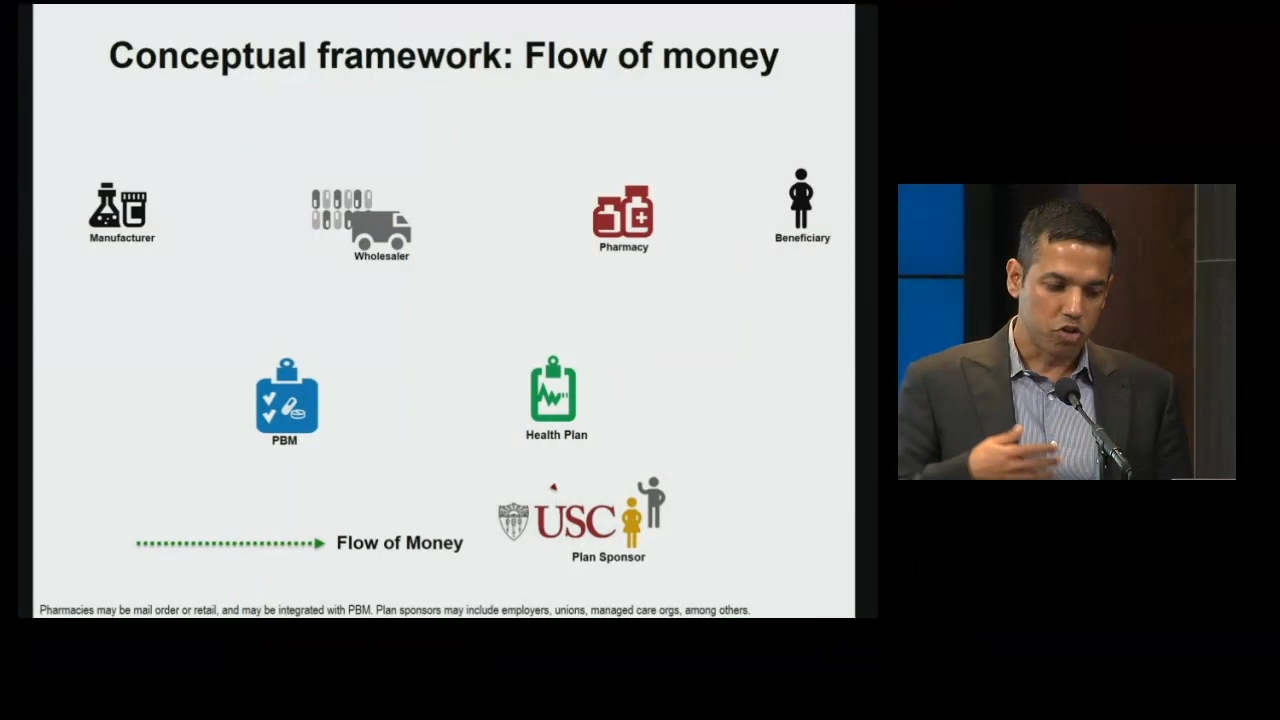 Conceptual framework: Flow of money
Manufacturer
Wholesaler
Pharmacy
Beneficiary
PBM
Health Plan
USC
Plan Sponsor
Flow of Money
Pharmacies may be mail order or retail, and may be integrated with PBM. Plan sponsors may include employers, unions, managed care orgs, among others.